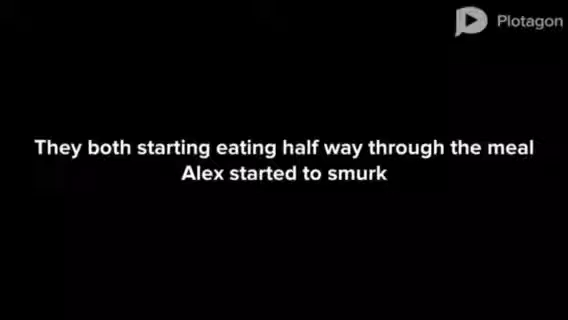 Plotagon
They both starting eating half way through the meal
Alex started to smurk